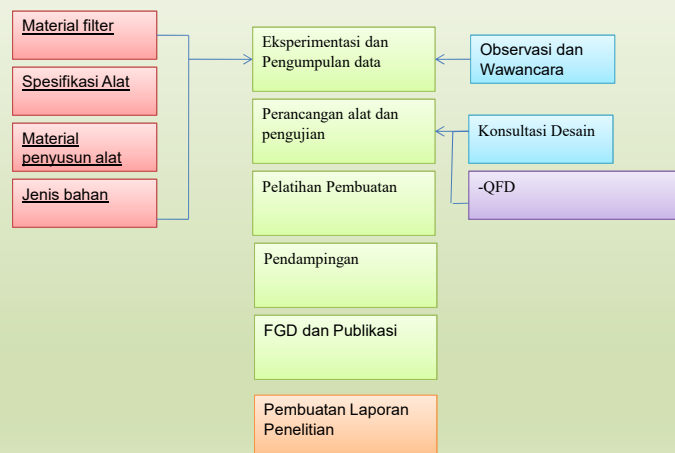 Material filter
Spesifikasi Alat
Material
penyusun alat
Jenis bahan
Eksperimentasi dan
Pengumpulan data
Perancangan alat dan
pengujian
Pelatihan Pembuatan
Pendampingan
FGD dan Publikasi
Pembuatan Laporan
Penelitian
Observasi dan
Wawancara
Konsultasi Desain
-QFD